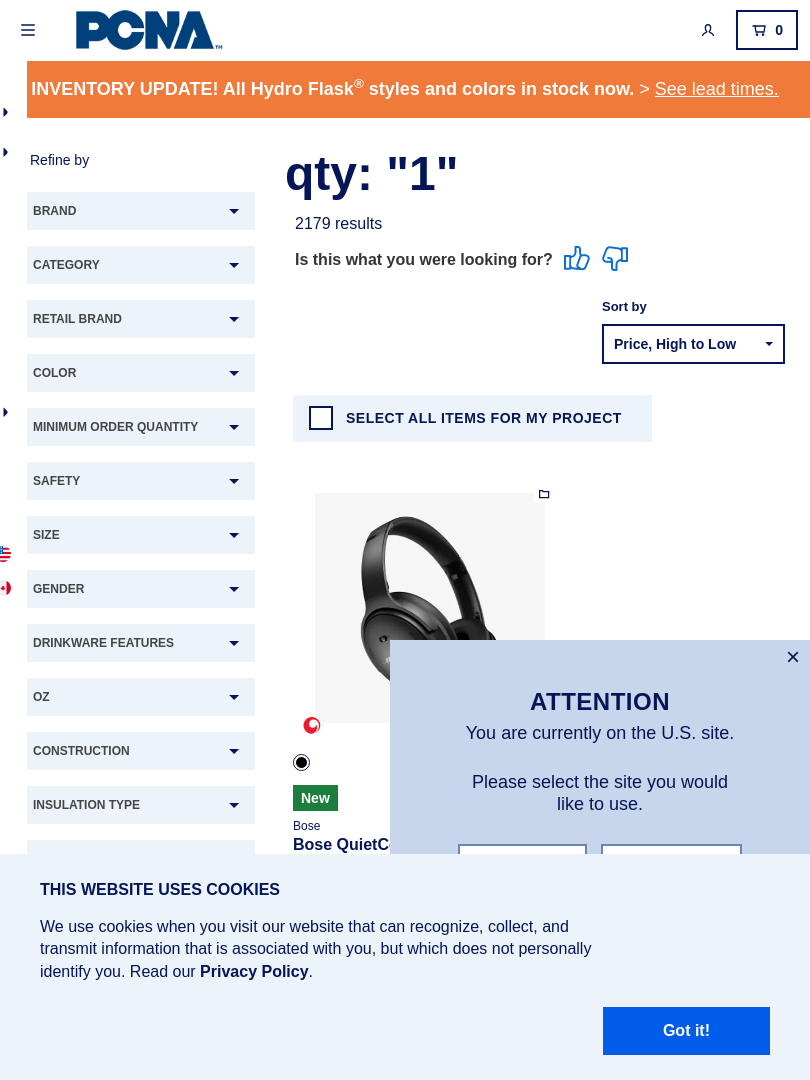 PCNA™
0
INVENTORY UPDATE! All Hydro Flask® styles and colors in stock now. > See lead times.
Refine by
qty: "1"
2179 results
Is this what you were looking for?
Sort by
Price, High to Low
BRAND
CATEGORY
RETAIL BRAND
COLOR
MINIMUM ORDER QUANTITY
SAFETY
SIZE
GENDER
DRINKWARE FEATURES
OZ
CONSTRUCTION
INSULATION TYPE
SELECT ALL ITEMS FOR MY PROJECT
New
Bose
Bose QuietC
ATTENTION
You are currently on the U.S. site.
Please select the site you would
like to use.
THIS WEBSITE USES COOKIES
We use cookies when you visit our website that can recognize, collect, and
transmit information that is associated with you, but which does not personally
identify you. Read our Privacy Policy.
Got it!